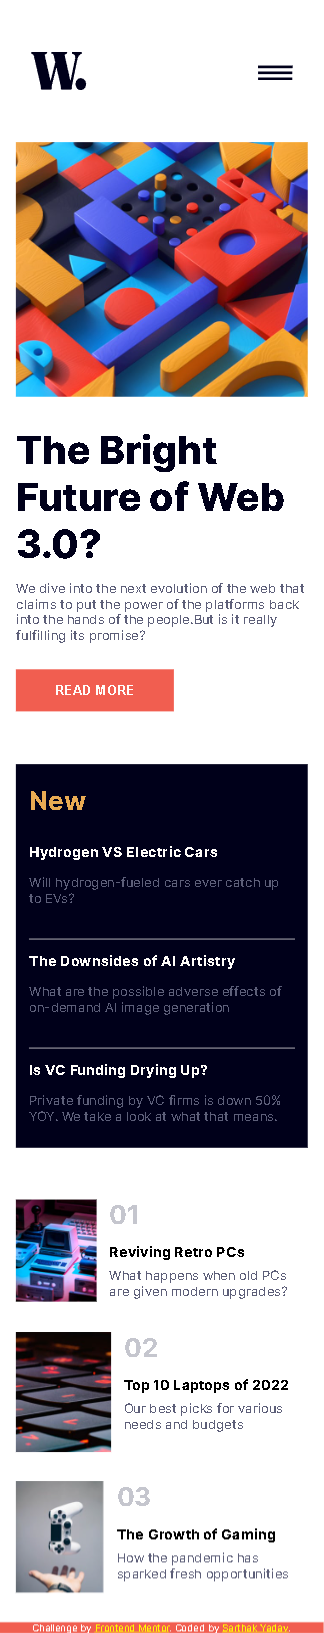 W.
The Bright
Future of Web
3.0?
We dive into the next evolution of the web that
claims to put the power of the platforms back
into the hands of the people.But is it really
fulfilling its promise?
READ MORE
New
Hydrogen VS Electric Cars
Will hydrogen-fueled cars ever catch up
to EVs?
The Downsides of AI Artistry
What are the possible adverse effects of
on-demand AI image generation
Is VC Funding Drying Up?
Private funding by VC firms is down 50%
YOY. We take a look at what that means.
01
Reviving Retro PCs
What happens when old PCs
are given modern upgrades?
02
Top 10 Laptops of 2022
Our best picks for various
needs and budgets
03
The Growth of Gaming
How the pandemic has
sparked fresh opportunities
Challenge by Frontend Mentor. Coded by Sarthak Yadav.